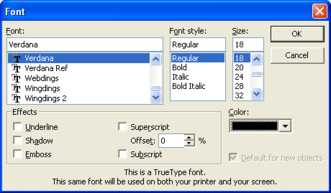 Font
Font:
Font style:
Size:
Verdana
Regular
18
OK
Verdana
Verdana Ref
Webdings
Wingdings
Wingdings 2
Regular
Bold
Italic
Bold Italic
18
20
24
28
32
Cancel
Effects
Underline
Shadow
Emboss
Superscript
Offset: 0 %
Subscript
Color:
Default for new objects
This is a TrueType font.
This same font will be used on both your printer and your screen.